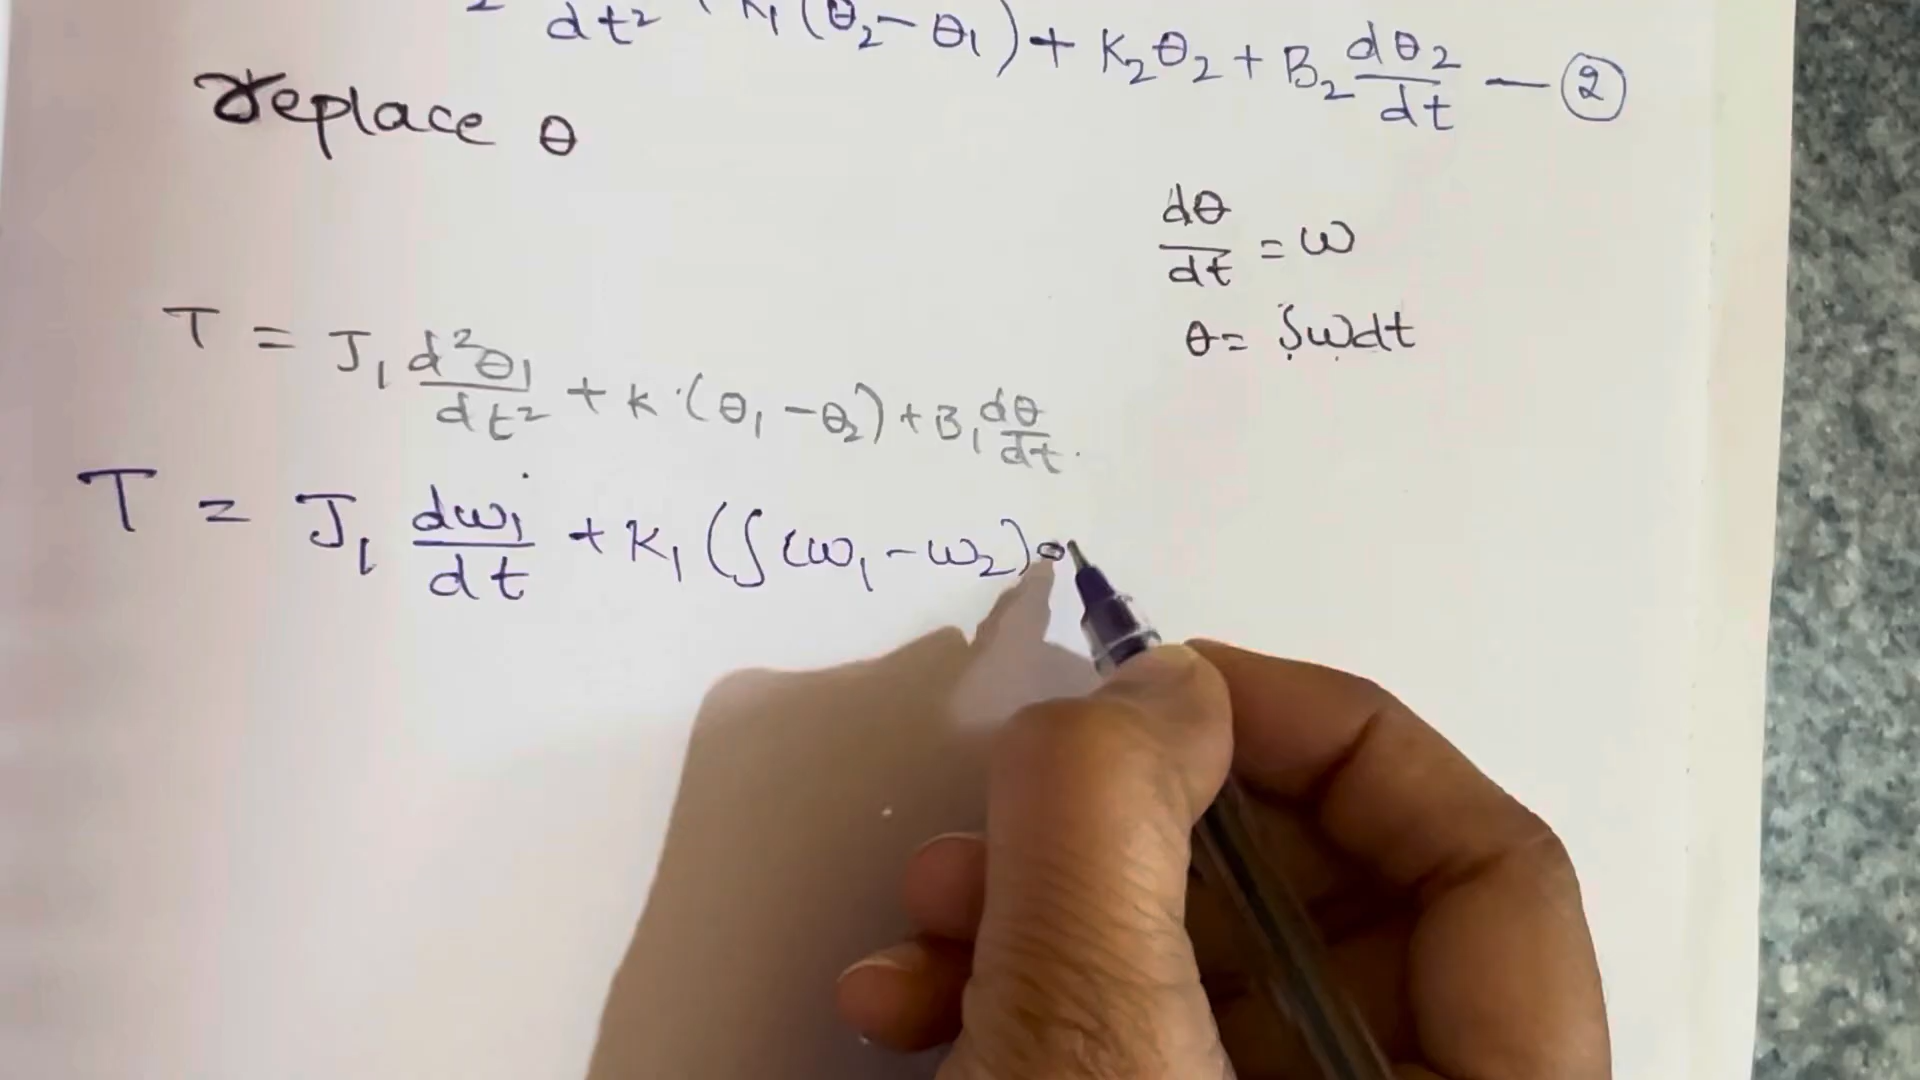 dt² K₁(θ₂-θ₁)+ K₂θ₂+ B₂ dθ₂/dt — ②
replace θ
dθ/dt = ω
θ= ∫ωdt
T = J₁ d²θ₁/dt² + K (θ₁-θ₂)+B₁ dθ/dt
T = J₁ dω₁/dt + K₁ (∫(ω₁-ω₂)